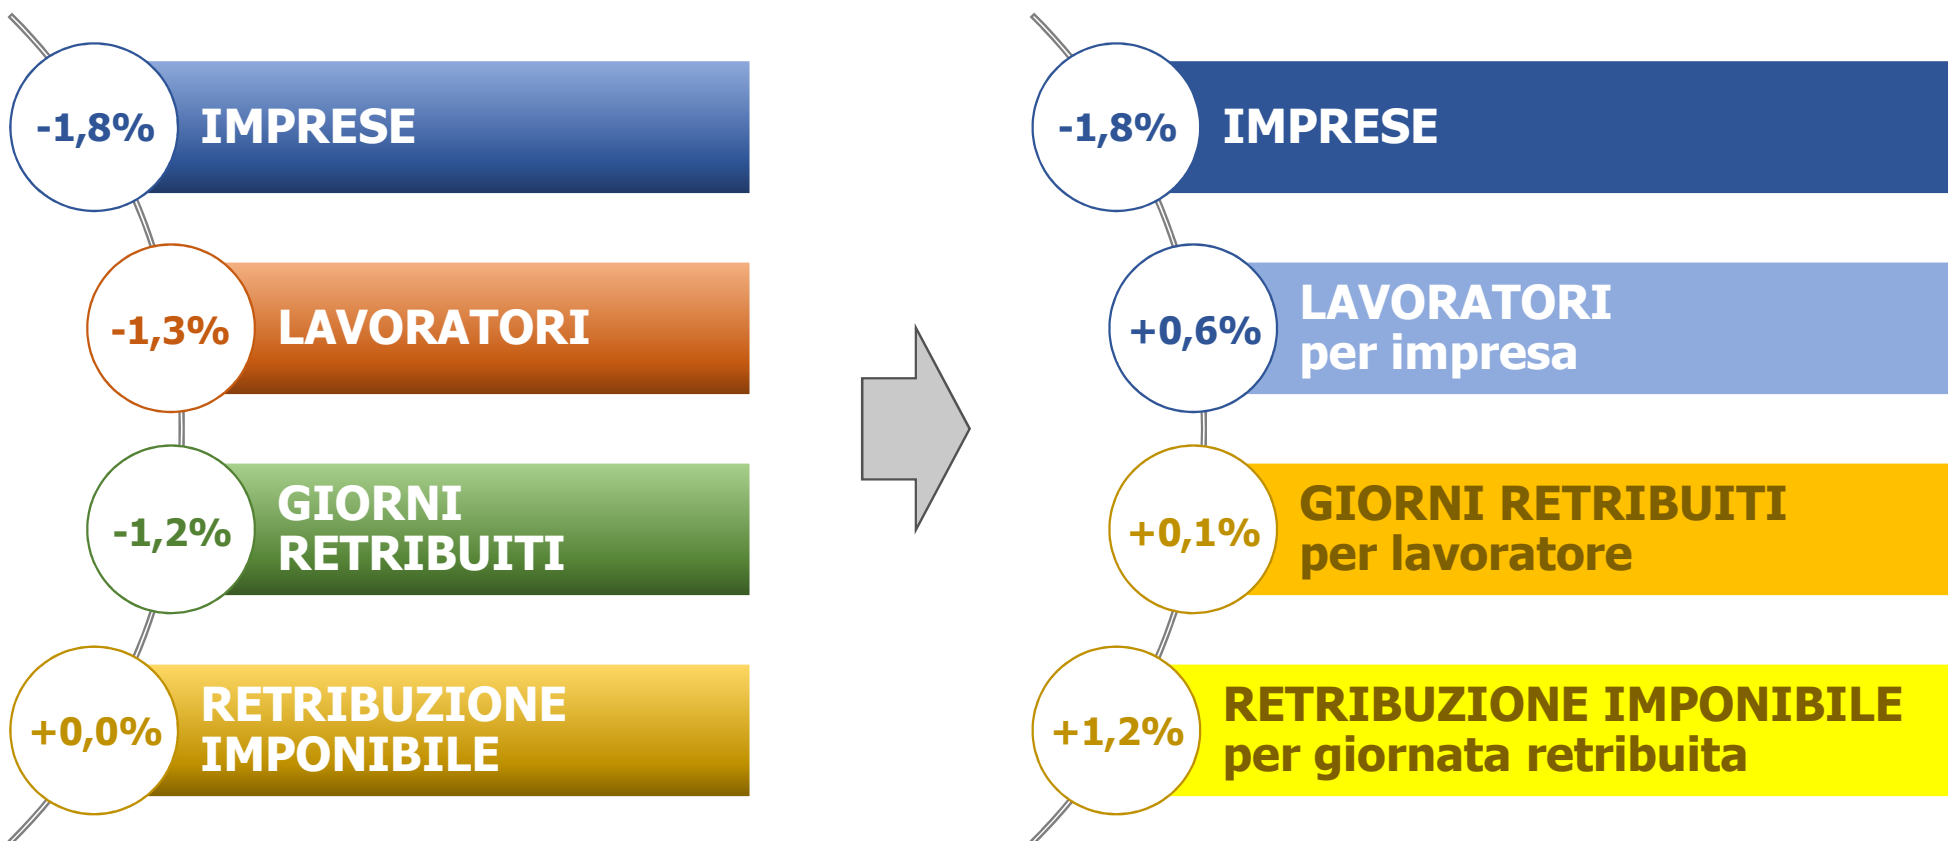 -1,8%
IMPRESE
-1,3%
LAVORATORI
-1,2%
GIORNI
RETRIBUITI
+0,0%
RETRIBUZIONE
IMPONIBILE
-1,8%
IMPRESE
+0,6%
LAVORATORI
per impresa
+0,1%
GIORNI RETRIBUITI
per lavoratore
+1,2%
RETRIBUZIONE IMPONIBILE
per giornata retribuita